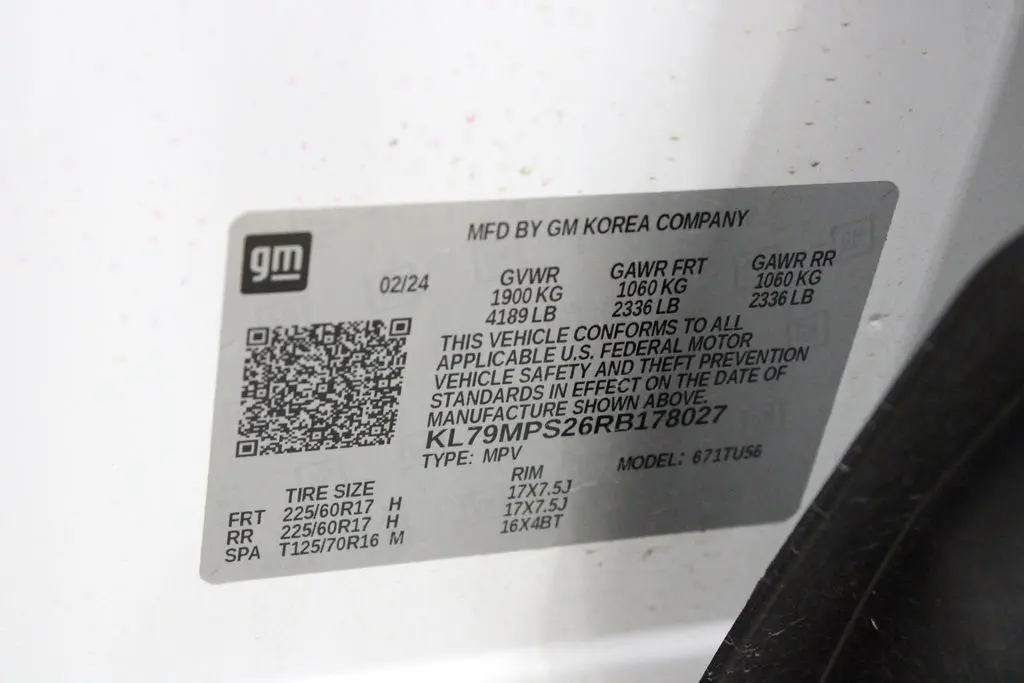 gm
MFD BY GM KOREA COMPANY
02/24
GVWR GAWR FRT GAWR RR
1900 KG 1060 KG 1060 KG
4189 LB 2336 LB 2336 LB
THIS VEHICLE CONFORMS TO ALL
APPLICABLE U.S. FEDERAL MOTOR
VEHICLE SAFETY AND THEFT PREVENTION
STANDARDS IN EFFECT ON THE DATE OF
MANUFACTURE SHOWN ABOVE.
KL79MPS26RB178027
TYPE: MPV MODEL: 671TU56
TIRE SIZE RIM
FRT 225/60R17 H 17X7.5J
RR 225/60R17 H 17X7.5J
SPA T125/70R16 M 16X4BT